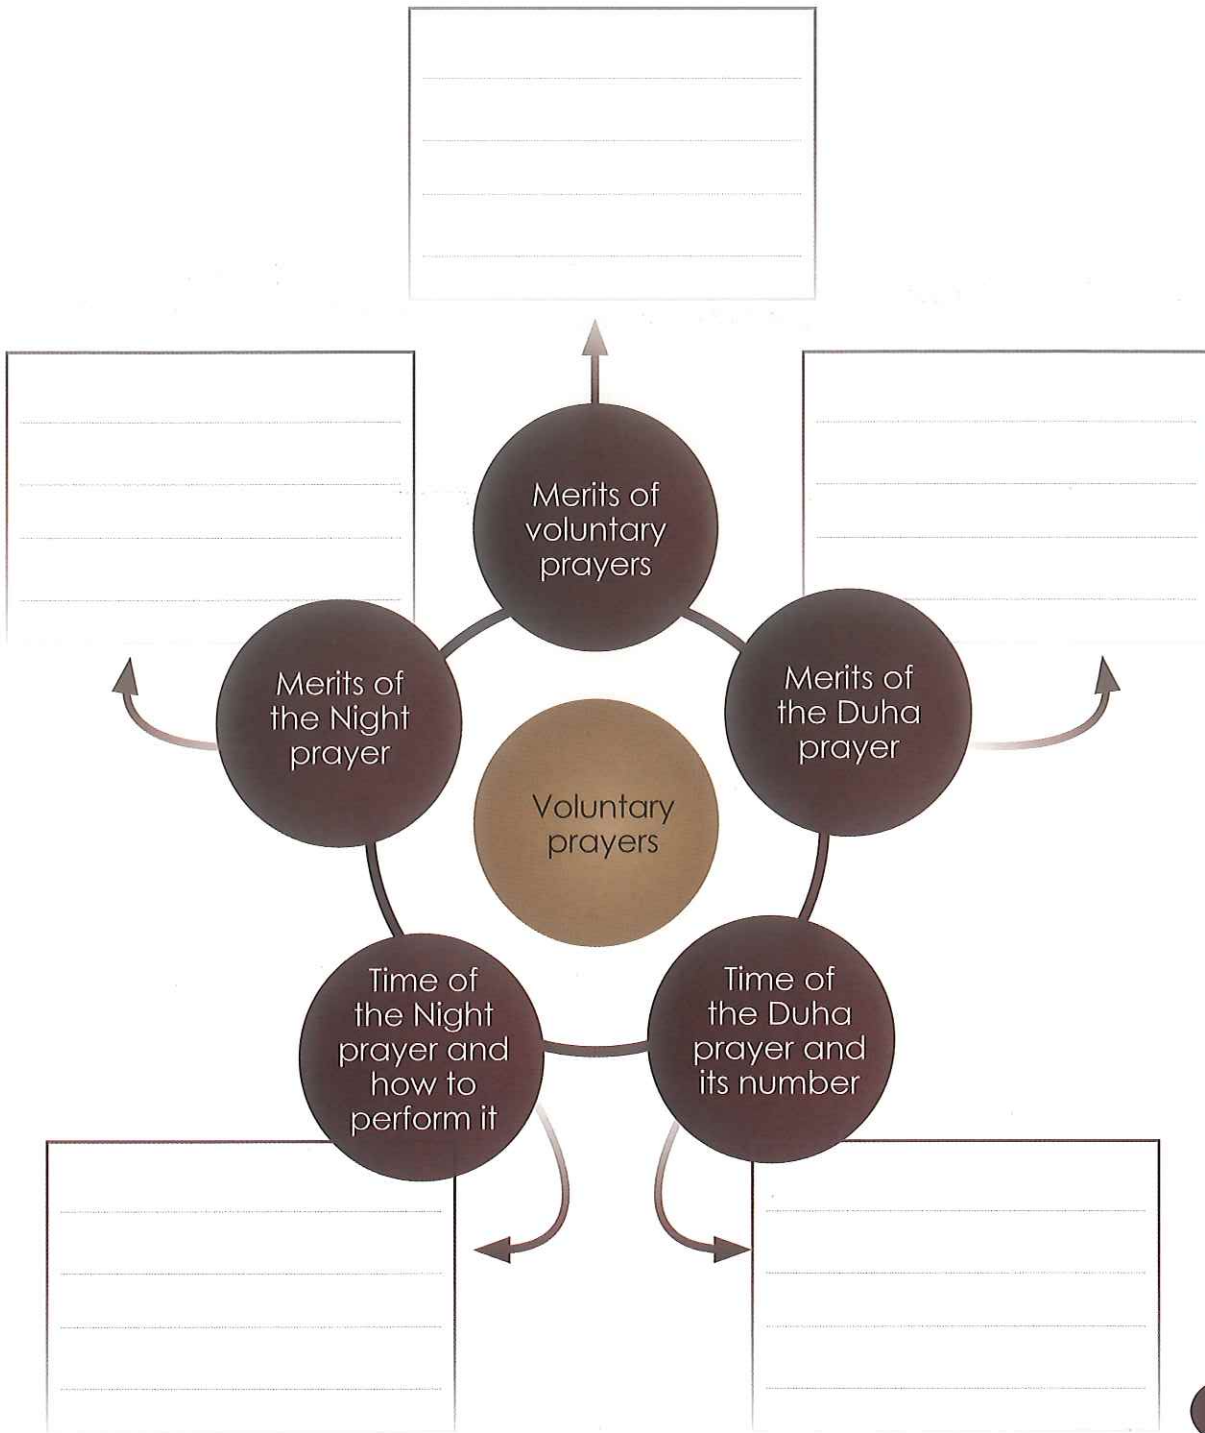 Merits of
voluntary
prayers
Merits of
the Night
prayer
Merits of
the Duha
prayer
Voluntary
prayers
Time of
the Night
prayer and
how to
perform it
Time of
the Duha
prayer and
its number